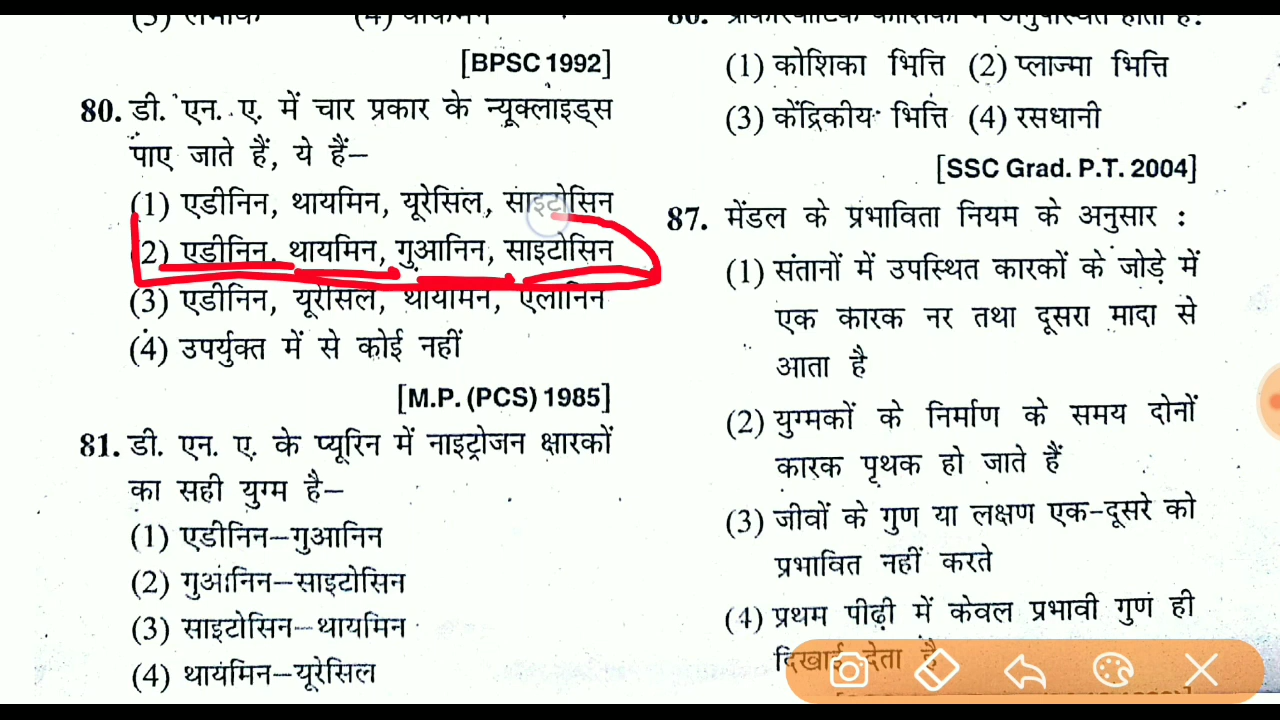 [BPSC 1992]
80. डी. एन. ए. में चार प्रकार के न्यूक्लाइड्स
पाए जाते हैं, ये हैं–
(1) एडीनिन, थायमिन, यूरेसिल, साइटोसिन
(2) एडीनिन, थायमिन, गुआनिन, साइटोसिन
(3) एडीनिन, यूरेसिल, थायमिन, एलानिन
(4) उपर्युक्त में से कोई नहीं
[M.P. (PCS) 1985]
81. डी. एन. ए. के प्यूरिन में नाइट्रोजन क्षारकों
का सही युग्म है–
(1) एडीनिन–गुआनिन
(2) गुआनिन–साइटोसिन
(3) साइटोसिन–थायमिन
(4) थायमिन–यूरेसिल
(1) कोशिका भित्ति (2) प्लाज्मा भित्ति
(3) केंद्रिकीय भित्ति (4) रसधानी
[SSC Grad. P.T. 2004]
87. मेंडल के प्रभाविता नियम के अनुसार :
(1) संतानों में उपस्थित कारकों के जोड़े में
एक कारक नर तथा दूसरा मादा से
आता है
(2) युग्मकों के निर्माण के समय दोनों
कारक पृथक हो जाते हैं
(3) जीवों के गुण या लक्षण एक-दूसरे को
प्रभावित नहीं करते
(4) प्रथम पीढ़ी में केवल प्रभावी गुण ही
दिखाई देता है